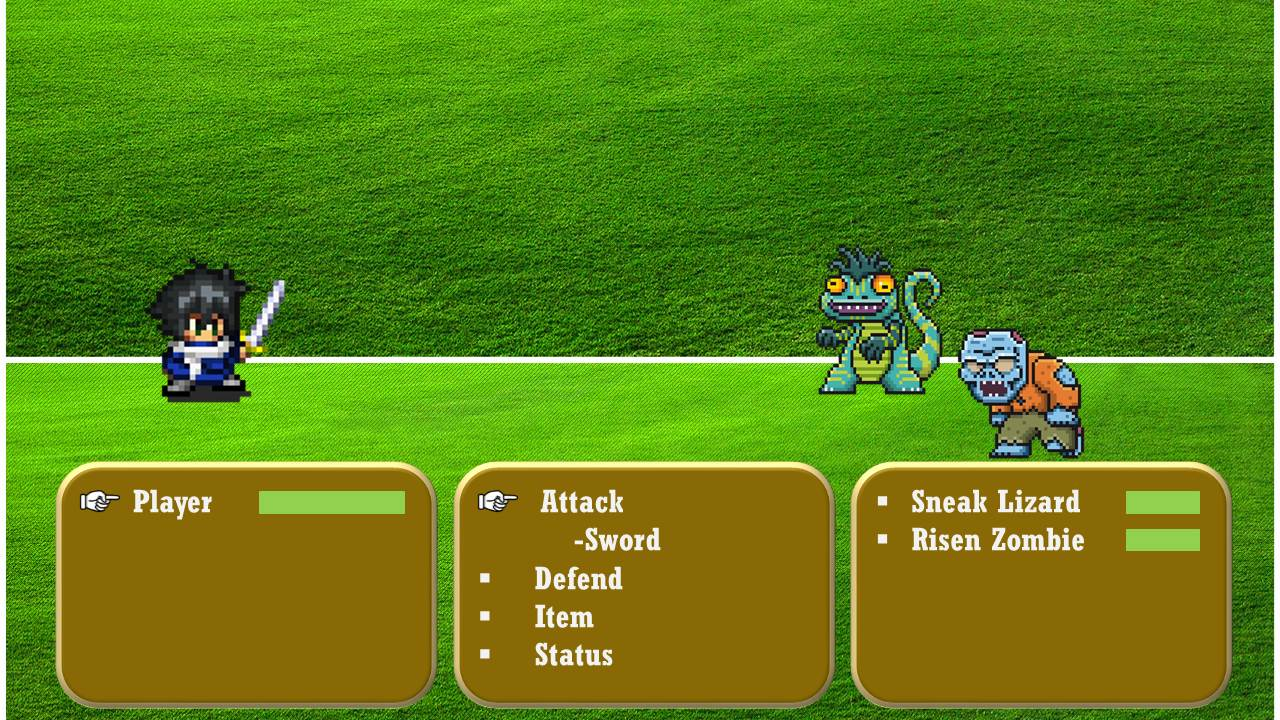 Player
Attack
-Sword
Defend
Item
Status
Sneak Lizard
Risen Zombie